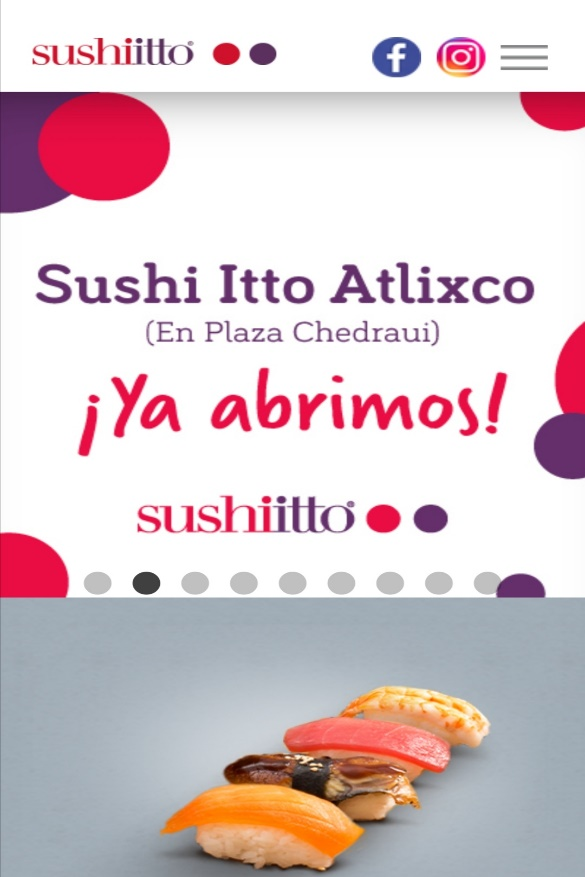 sushiitto®
Sushi Itto Atlixco
(En Plaza Chedraui)
¡Ya abrimos!
sushiitto®